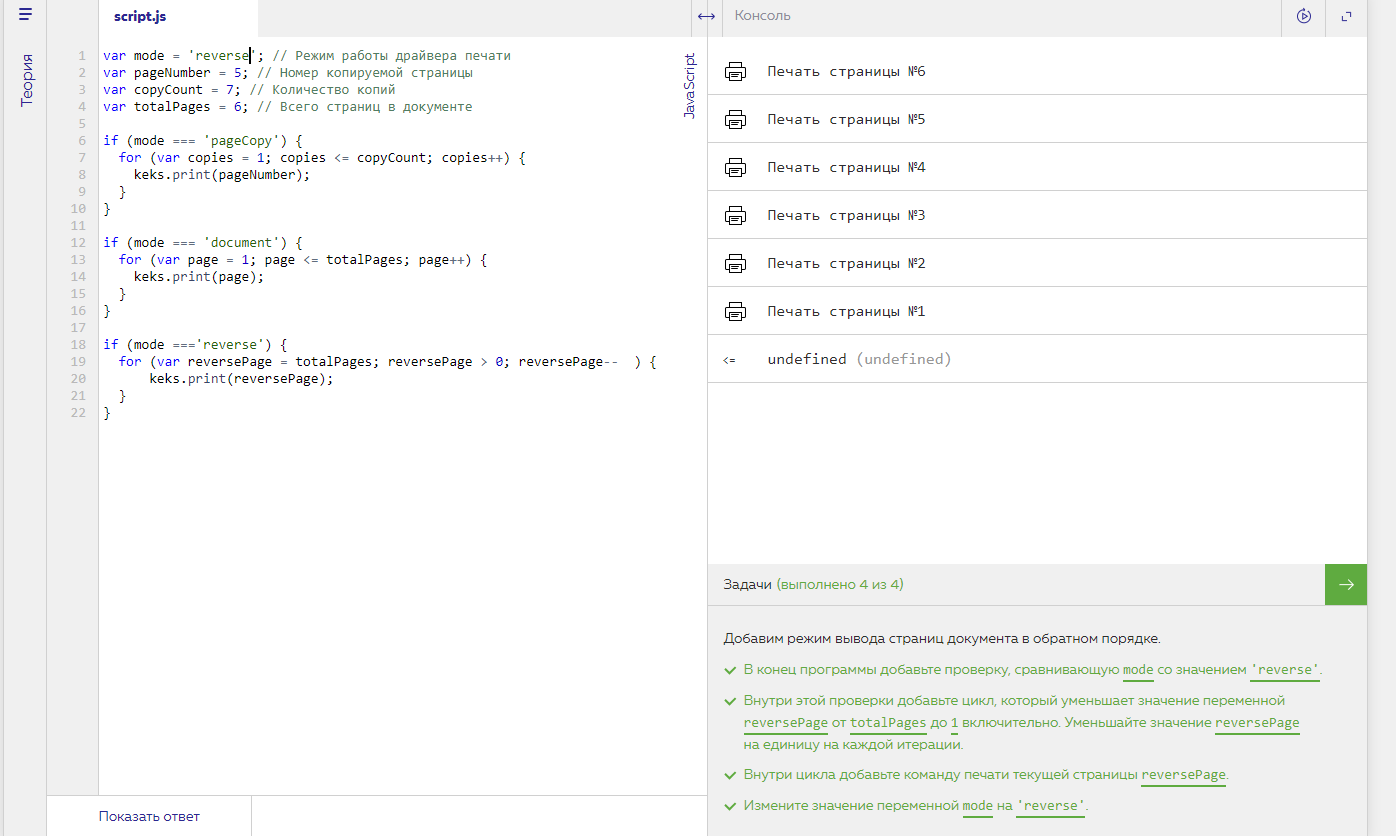 script.js
Теория
1 var mode = 'reverse'; // Режим работы драйвера печати
2 var pageNumber = 5; // Номер копируемой страницы
3 var copyCount = 7; // Количество копий
4 var totalPages = 6; // Всего страниц в документе
5
6 if (mode === 'pageCopy') {
7   for (var copies = 1; copies <= copyCount; copies++) {
8     keks.print(pageNumber);
9   }
10 }
11
12 if (mode === 'document') {
13   for (var page = 1; page <= totalPages; page++) {
14     keks.print(page);
15   }
16 }
17
18 if (mode ==='reverse') {
19   for (var reversePage = totalPages; reversePage > 0; reversePage--  ) {
20       keks.print(reversePage);
21   }
22 }
JavaScript
Показать ответ
Консоль
Печать страницы №6
Печать страницы №5
Печать страницы №4
Печать страницы №3
Печать страницы №2
Печать страницы №1
<= undefined (undefined)
Задачи (выполнено 4 из 4)
Добавим режим вывода страниц документа в обратном порядке.
В конец программы добавьте проверку, сравнивающую mode со значением 'reverse'.
Внутри этой проверки добавьте цикл, который уменьшает значение переменной
reversePage от totalPages до 1 включительно. Уменьшайте значение reversePage
на единицу на каждой итерации.
Внутри цикла добавьте команду печати текущей страницы reversePage.
Измените значение переменной mode на 'reverse'.